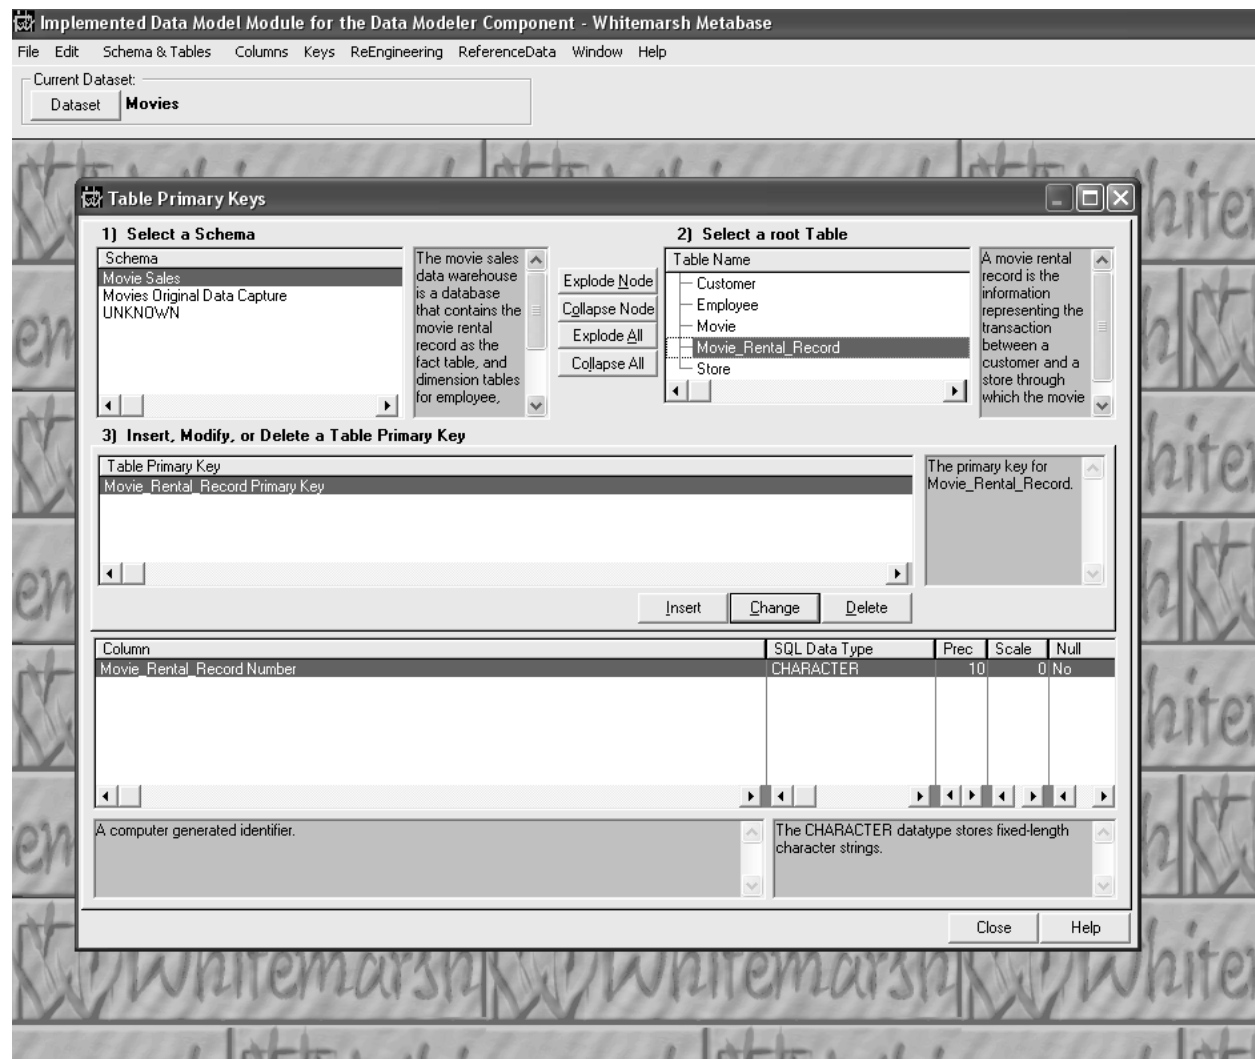 Implemented Data Model Module for the Data Modeler Component - Whitemarsh Metabase
File Edit Schema & Tables Columns Keys ReEngineering ReferenceData Window Help
Current Dataset:
Dataset Movies
Table Primary Keys
1) Select a Schema
Schema
Movie Sales
Movies Original Data Capture
UNKNOWN
The movie sales
data warehouse
is a database
that contains the
movie rental
record as the
fact table, and
dimension tables
for employee,
Explode Node
Collapse Node
Explode All
Collapse All
2) Select a root Table
Table Name
Customer
Employee
Movie
Movie_Rental_Record
Store
A movie rental
record is the
information
representing the
transaction
between a
customer and a
store through
which the movie
3) Insert, Modify, or Delete a Table Primary Key
Table Primary Key
Movie_Rental_Record Primary Key
The primary key for
Movie_Rental_Record.
Insert Change Delete
Column SQL Data Type Prec Scale Null
Movie_Rental_Record Number CHARACTER 10 0 No
A computer generated identifier.
The CHARACTER datatype stores fixed-length
character strings.
Close Help
Whitemarsh Whitemarsh